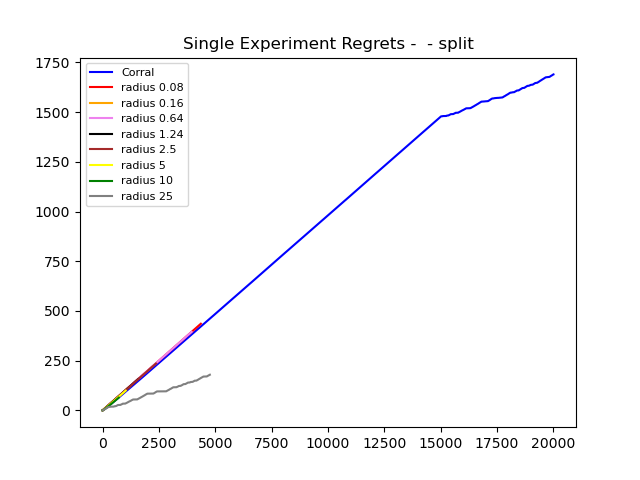 Single Experiment Regrets -  - split
1750
1500
1250
1000
750
500
250
0
Corral
radius 0.08
radius 0.16
radius 0.64
radius 1.24
radius 2.5
radius 5
radius 10
radius 25
0 2500 5000 7500 10000 12500 15000 17500 20000